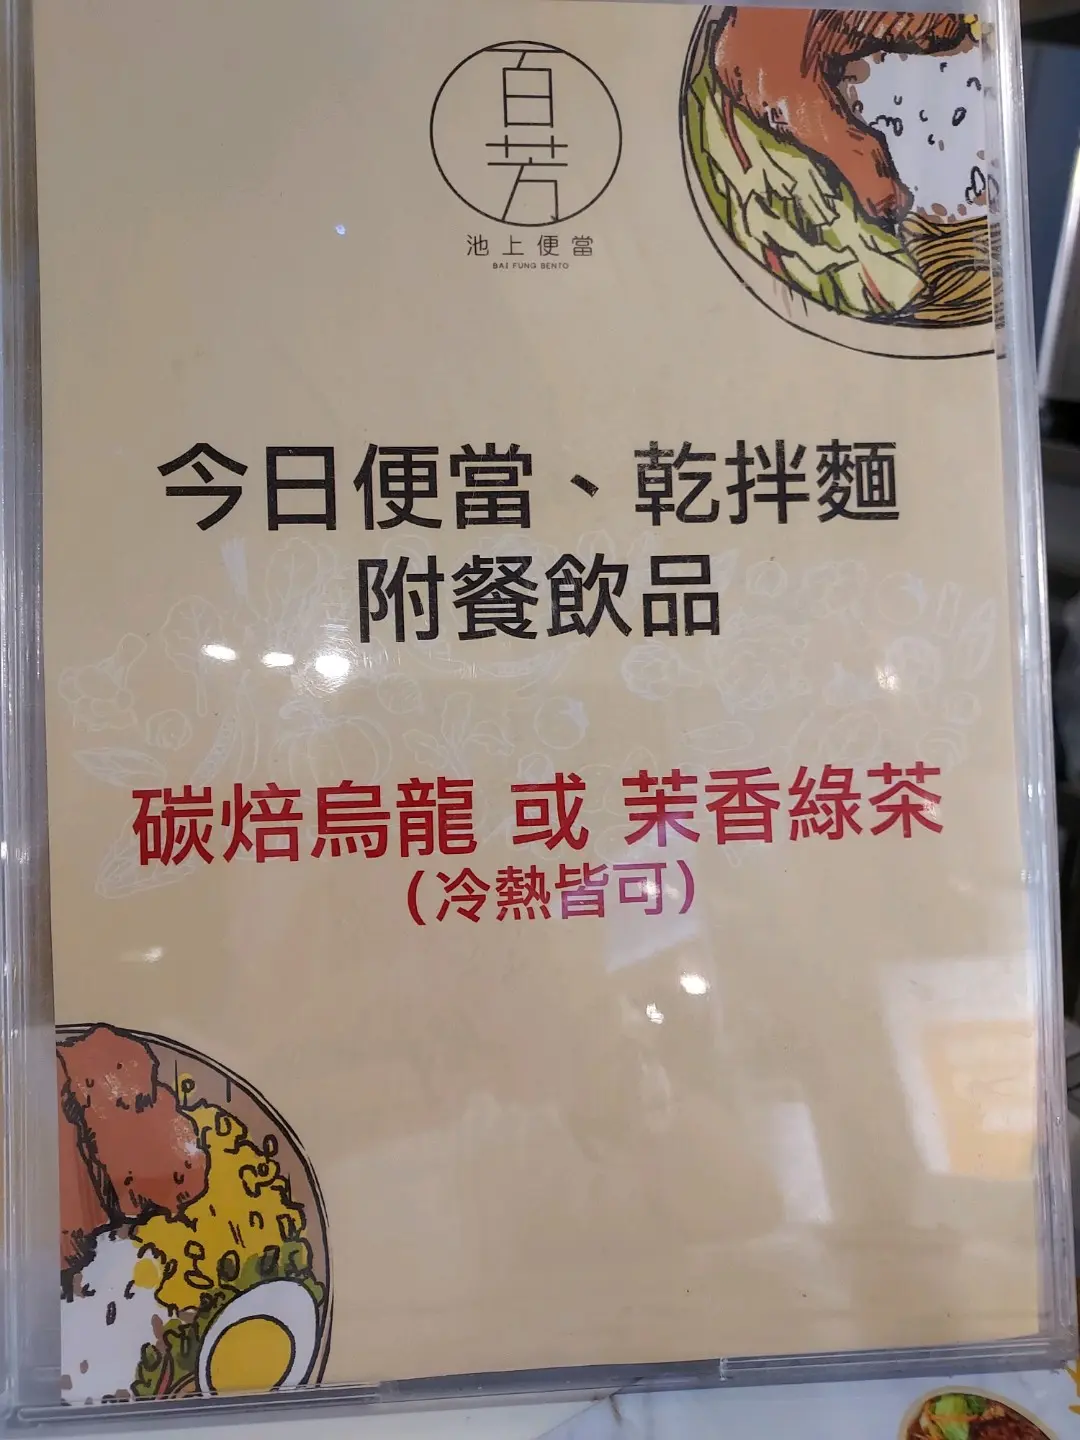 百芳
池上便當
BAI FUNG BENTO
今日便當、乾拌麵
附餐飲品
碳焙烏龍 或 茉香綠茶
(冷熱皆可)